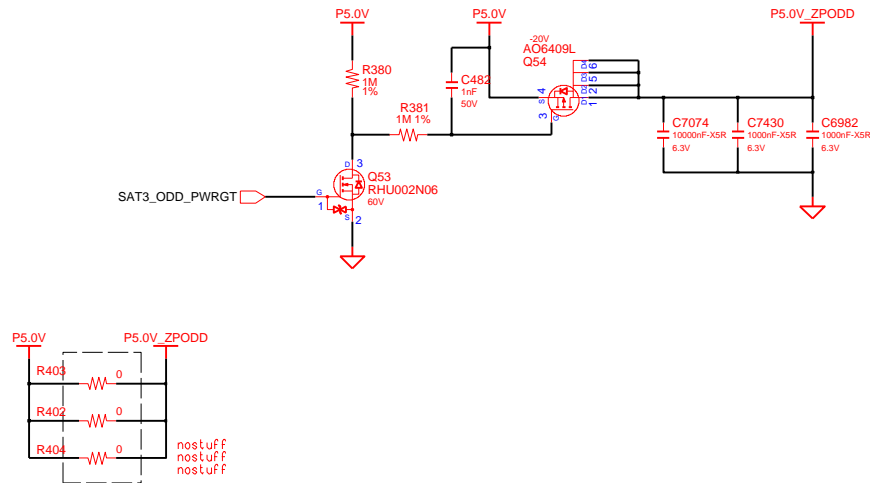 P5.0V
P5.0V
P5.0V_ZPODD
-20V
AO6409L
Q54
R380
1M
1%
C482
1nF
50V
R381
1M 1%
4
S
D4
6
D3
5
D2
2
D1
1
3
G
C7074
10000nF-X5R
6.3V
C7430
1000nF-X5R
6.3V
C6982
1000nF-X5R
6.3V
D
3
Q53
RHU002N06
60V
SAT3_ODD_PWRGT
G
1
S
2
P5.0V
P5.0V_ZPODD
R403
0
R402
0
R404
0
nostuff
nostuff
nostuff